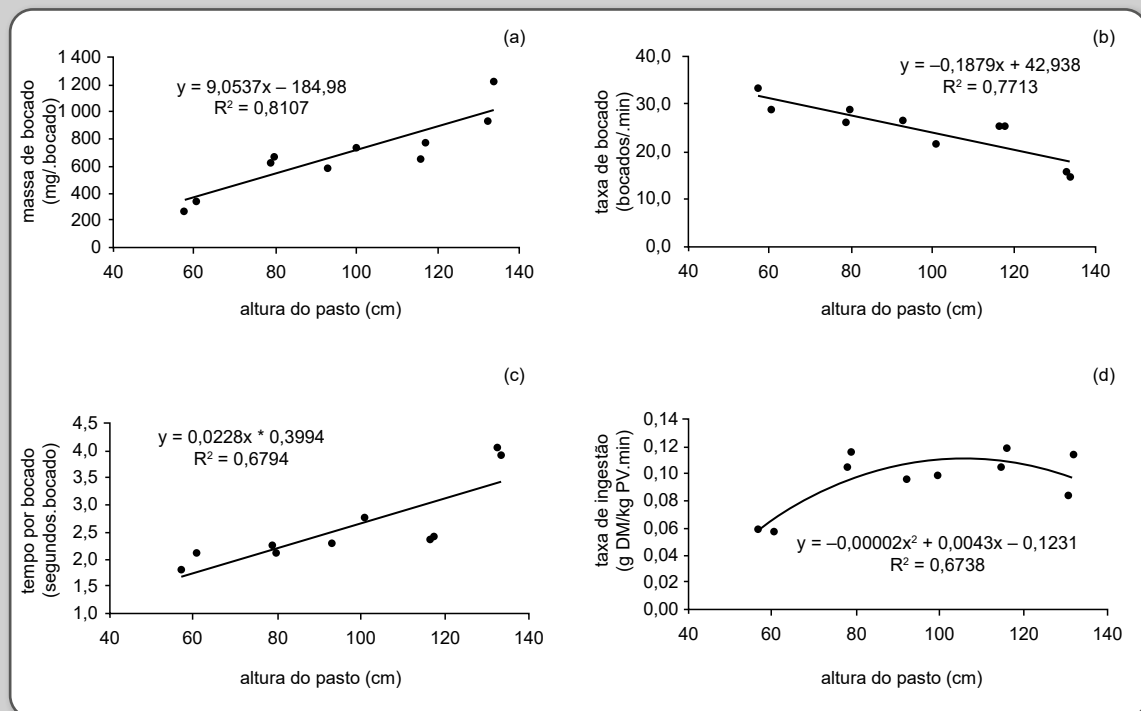 (a)
massa de bocado
(mg/.bocado)
1 400
1 200
1 000
800
600
400
200
0
y = 9,0537x – 184,98
R² = 0,8107
40 60 80 100 120 140
altura do pasto (cm)
(b)
taxa de bocado
(bocados/.min)
40,0
30,0
20,0
10,0
0,0
y = –0,1879x + 42,938
R² = 0,7713
40 60 80 100 120 140
altura do pasto (cm)
(c)
tempo por bocado
(segundos.bocado)
4,5
4,0
3,5
3,0
2,5
2,0
1,5
1,0
y = 0,0228x * 0,3994
R² = 0,6794
40 60 80 100 120 140
altura do pasto (cm)
(d)
taxa de ingestão
(g DM/kg PV.min)
0,14
0,12
0,10
0,08
0,06
0,04
0,02
0,00
y = –0,00002x² + 0,0043x – 0,1231
R² = 0,6738
40 60 80 100 120 140
altura do pasto (cm)